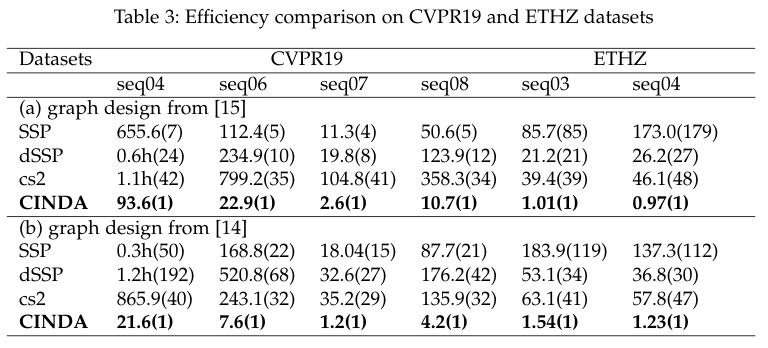 Table 3: Efficiency comparison on CVPR19 and ETHZ datasets
Datasets CVPR19 ETHZ
seq04 seq06 seq07 seq08 seq03 seq04
(a) graph design from [15]
SSP 655.6(7) 112.4(5) 11.3(4) 50.6(5) 85.7(85) 173.0(179)
dSSP 0.6h(24) 234.9(10) 19.8(8) 123.9(12) 21.2(21) 26.2(27)
cs2 1.1h(42) 799.2(35) 104.8(41) 358.3(34) 39.4(39) 46.1(48)
CINDA 93.6(1) 22.9(1) 2.6(1) 10.7(1) 1.01(1) 0.97(1)
(b) graph design from [14]
SSP 0.3h(50) 168.8(22) 18.04(15) 87.7(21) 183.9(119) 137.3(112)
dSSP 1.2h(192) 520.8(68) 32.6(27) 176.2(42) 53.1(34) 36.8(30)
cs2 865.9(40) 243.1(32) 35.2(29) 135.9(32) 63.1(41) 57.8(47)
CINDA 21.6(1) 7.6(1) 1.2(1) 4.2(1) 1.54(1) 1.23(1)